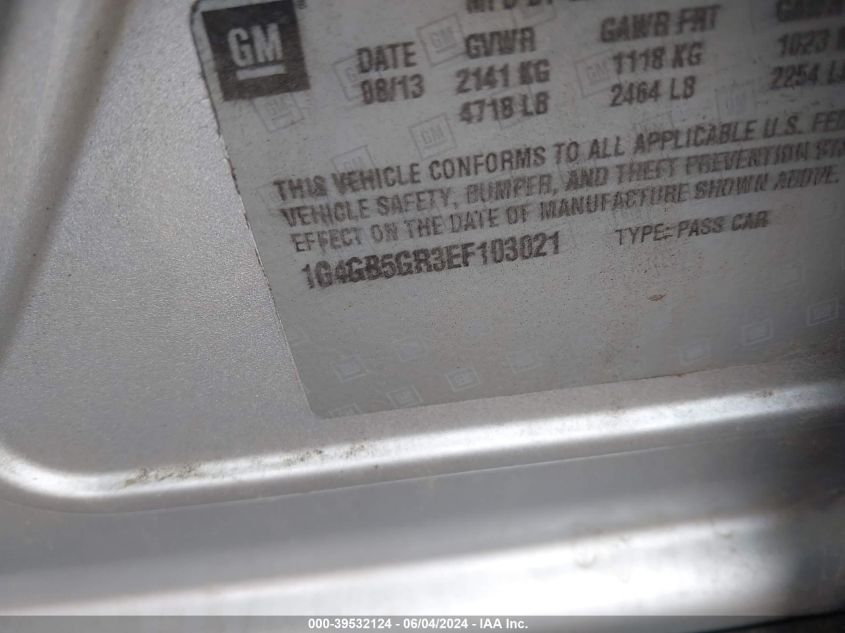 GM
DATE GVWR GAWR FRT
08/13 2141 KG 1118 KG 1023
4718 LB 2464 LB 2254
THIS VEHICLE CONFORMS TO ALL APPLICABLE U.S.
VEHICLE SAFETY, BUMPER, AND THEFT PREVENTION
EFFECT ON THE DATE OF MANUFACTURE SHOWN ABOVE.
1G4GB5GR3EF103021 TYPE: PASS CAR
000-39532124 - 06/04/2024 - IAA Inc.